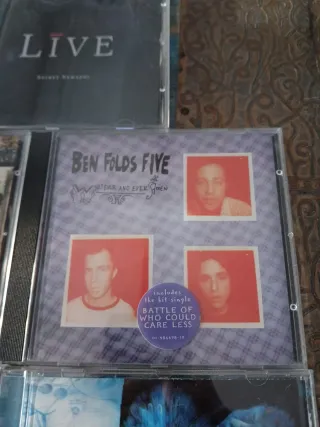 LIVE
Secret Samadhi
BEN FOLDS FIVE
WHATEVER AND EVER AMEN
includes
the hit single
BATTLE OF
WHO COULD
CARE LESS